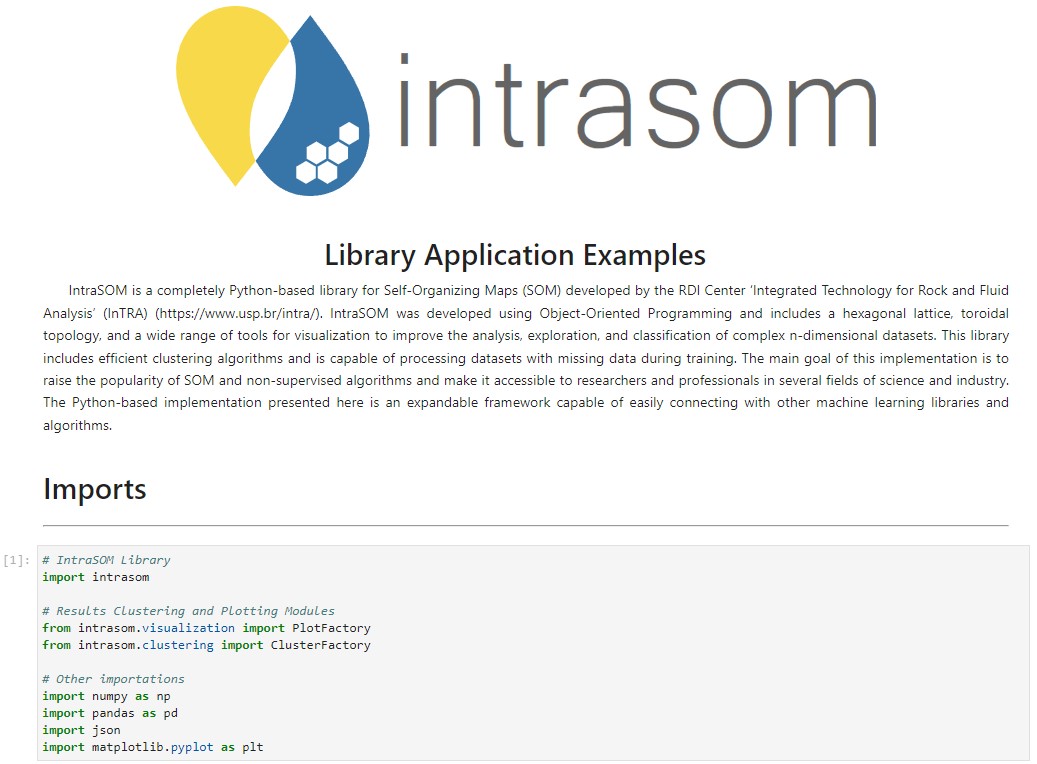 intrasom
Library Application Examples
IntraSOM is a completely Python-based library for Self-Organizing Maps (SOM) developed by the RDI Center ‘Integrated Technology for Rock and Fluid
Analysis’ (InTRA) (https://www.usp.br/intra/). IntraSOM was developed using Object-Oriented Programming and includes a hexagonal lattice, toroidal
topology, and a wide range of tools for visualization to improve the analysis, exploration, and classification of complex n-dimensional datasets. This library
includes efficient clustering algorithms and is capable of processing datasets with missing data during training. The main goal of this implementation is to
raise the popularity of SOM and non-supervised algorithms and make it accessible to researchers and professionals in several fields of science and industry.
The Python-based implementation presented here is an expandable framework capable of easily connecting with other machine learning libraries and
algorithms.
Imports
[1]:
# IntraSOM Library
import intrasom
# Results Clustering and Plotting Modules
from intrasom.visualization import PlotFactory
from intrasom.clustering import ClusterFactory
# Other importations
import numpy as np
import pandas as pd
import json
import matplotlib.pyplot as plt